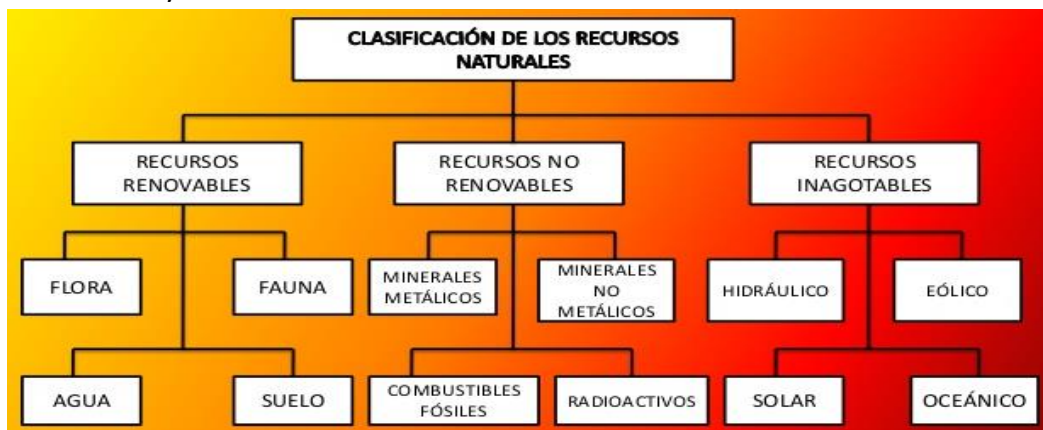 CLASIFICACIÓN DE LOS RECURSOS
NATURALES
RECURSOS
RENOVABLES
RECURSOS NO
RENOVABLES
RECURSOS
INAGOTABLES
FLORA
FAUNA
MINERALES
METÁLICOS
MINERALES
NO
METÁLICOS
HIDRÁULICO
EÓLICO
AGUA
SUELO
COMBUSTIBLES
FÓSILES
RADIOACTIVOS
SOLAR
OCEÁNICO